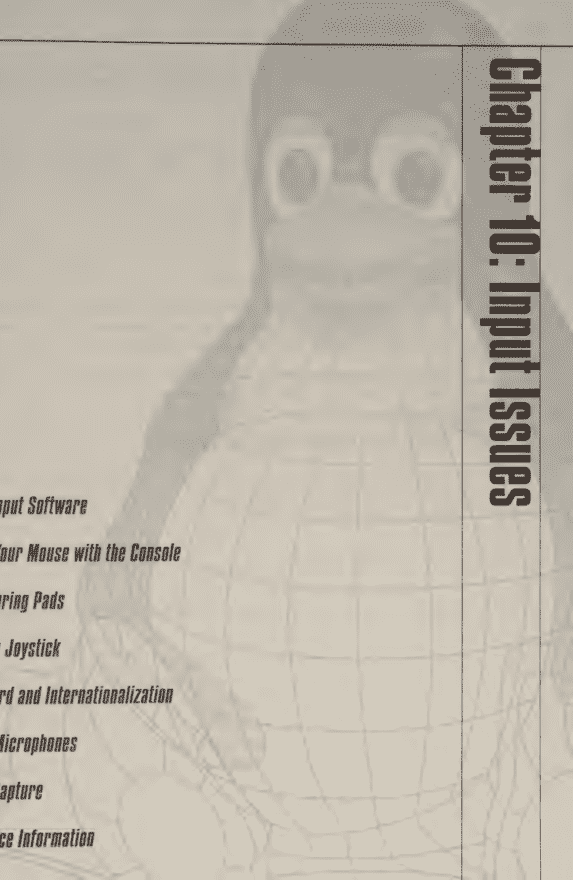 Chapter 10: Input Issues
Software
Mouse with the Console
Pads
Joystick
and Internationalization
Microphones
Information